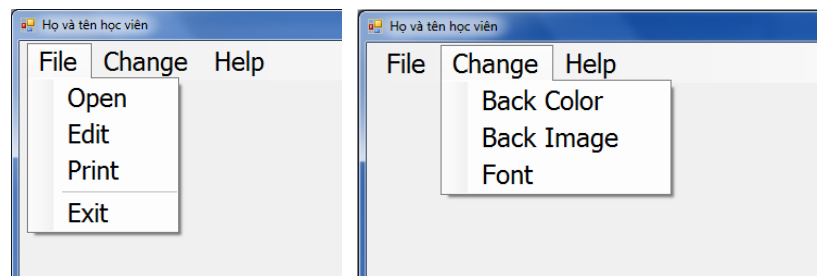 Họ và tên học viên
File Change Help
Open
Edit
Print
Exit
Họ và tên học viên
File Change Help
Back Color
Back Image
Font